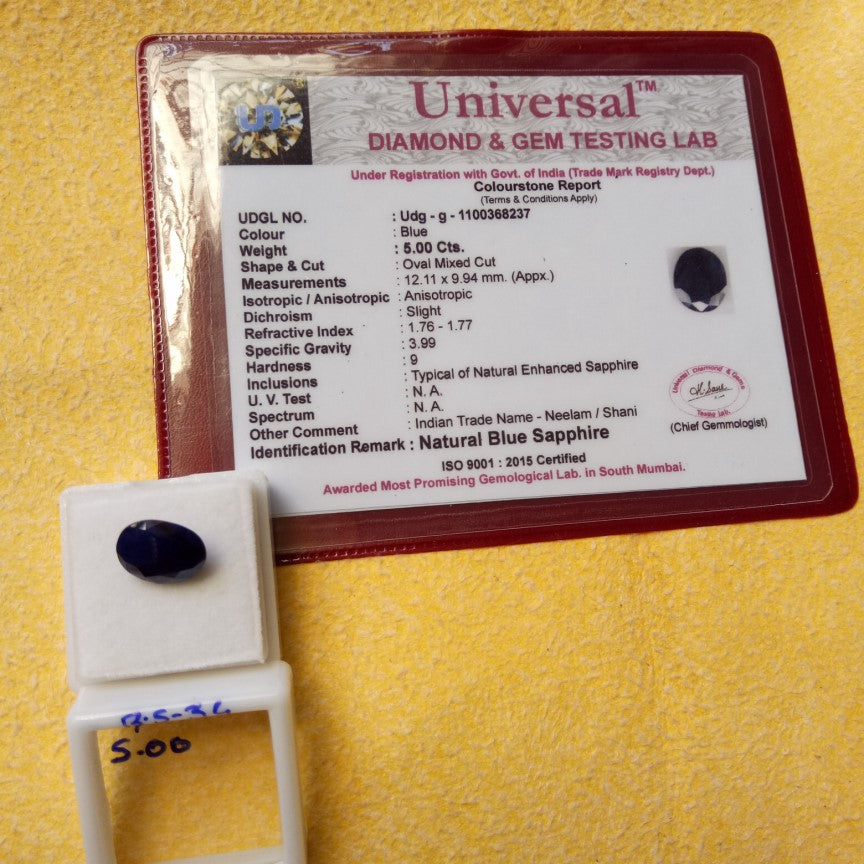 Universal™
DIAMOND & GEM TESTING LAB
Under Registration with Govt. of India (Trade Mark Registry Dept.)
Colourstone Report
(Terms & Conditions Apply)
UDGL NO. : Udg - g - 1100368237
Colour : Blue
Weight : 5.00 Cts.
Shape & Cut : Oval Mixed Cut
Measurements : 12.11 x 9.94 mm. (Appx.)
Isotropic / Anisotropic : Anisotropic
Dichroism : Slight
Refractive Index : 1.76 - 1.77
Specific Gravity : 3.99
Hardness : 9
Inclusions : Typical of Natural Enhanced Sapphire
U. V. Test : N. A.
Spectrum : N. A.
Other Comment : Indian Trade Name - Neelam / Shani
Identification Remark : Natural Blue Sapphire
Universal Diamond & Gems
Testing Lab.
(Chief Gemmologist)
ISO 9001 : 2015 Certified
Awarded Most Promising Gemological Lab. in South Mumbai.
5.00